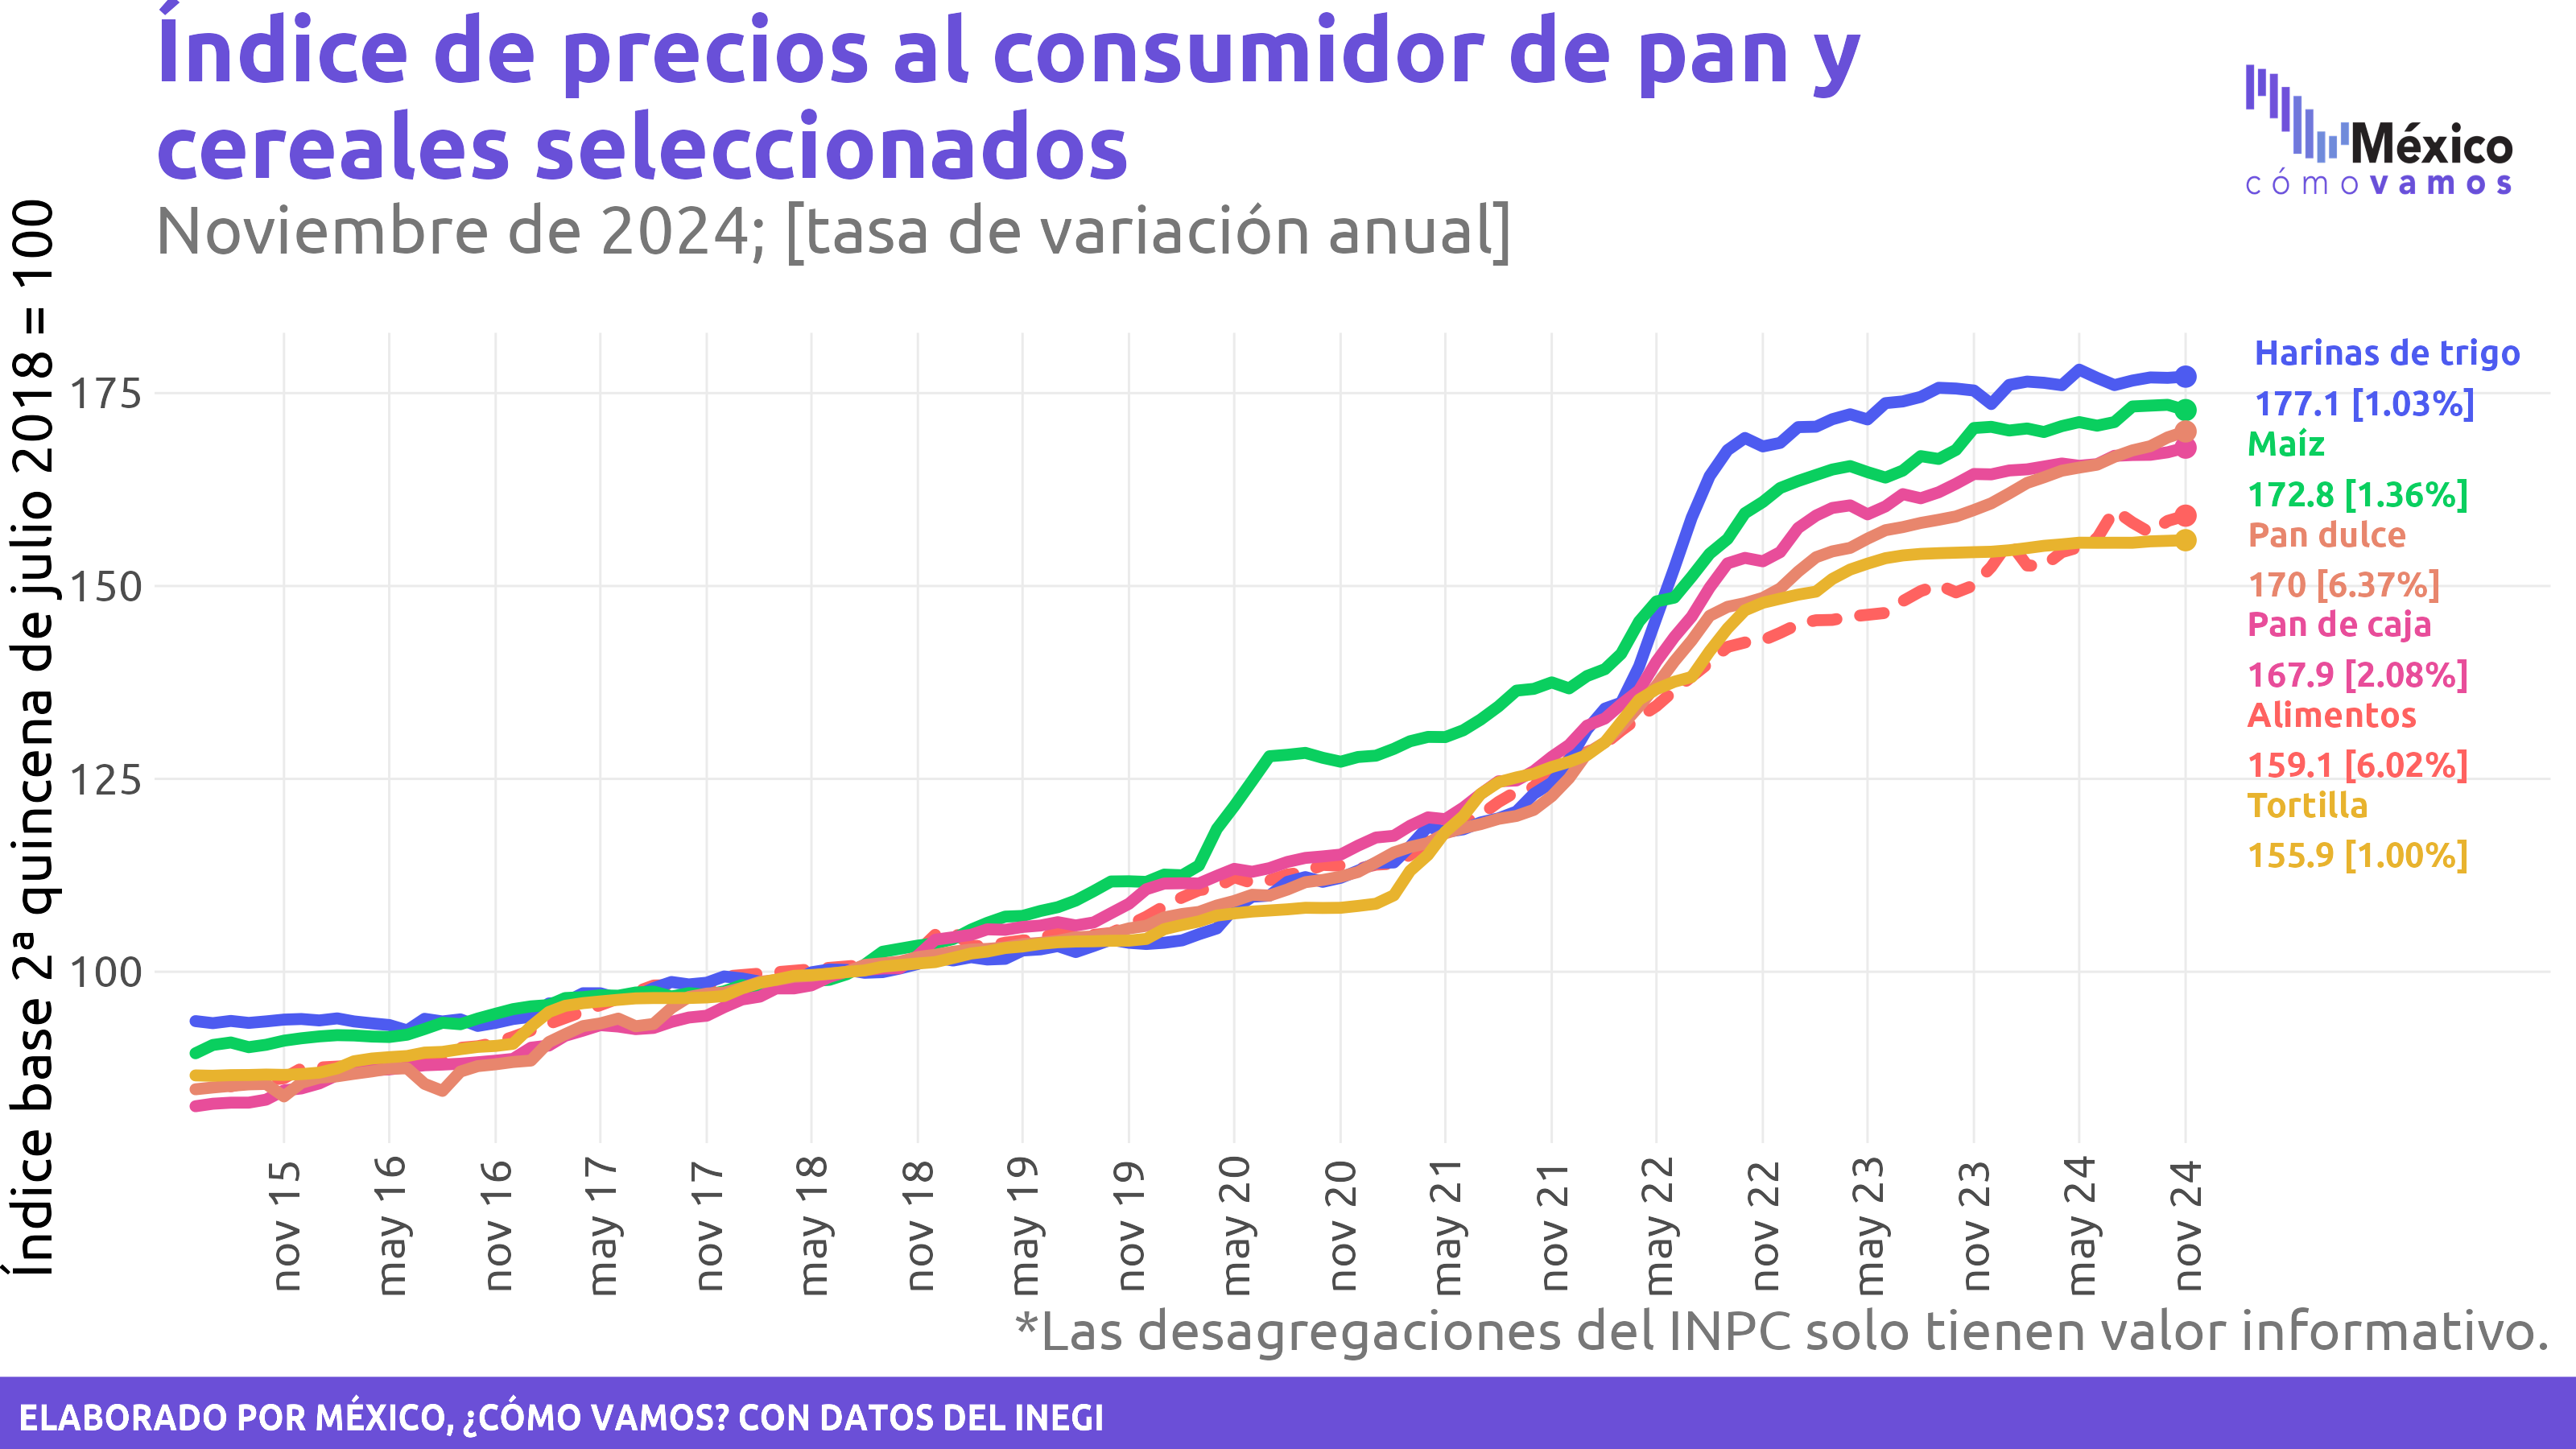 Índice de precios al consumidor de pan y
cereales seleccionados
Noviembre de 2024; [tasa de variación anual]
México
cómo vamos
Índice base 2ª quincena de julio 2018 = 100
175
150
125
100
Harinas de trigo
177.1 [1.03%]
Maíz
172.8 [1.36%]
Pan dulce
170 [6.37%]
Pan de caja
167.9 [2.08%]
Alimentos
159.1 [6.02%]
Tortilla
155.9 [1.00%]
nov 15
may 16
nov 16
may 17
nov 17
may 18
nov 18
may 19
nov 19
may 20
nov 20
may 21
nov 21
may 22
nov 22
may 23
nov 23
may 24
nov 24
*Las desagregaciones del INPC solo tienen valor informativo.
ELABORADO POR MÉXICO, ¿CÓMO VAMOS? CON DATOS DEL INEGI